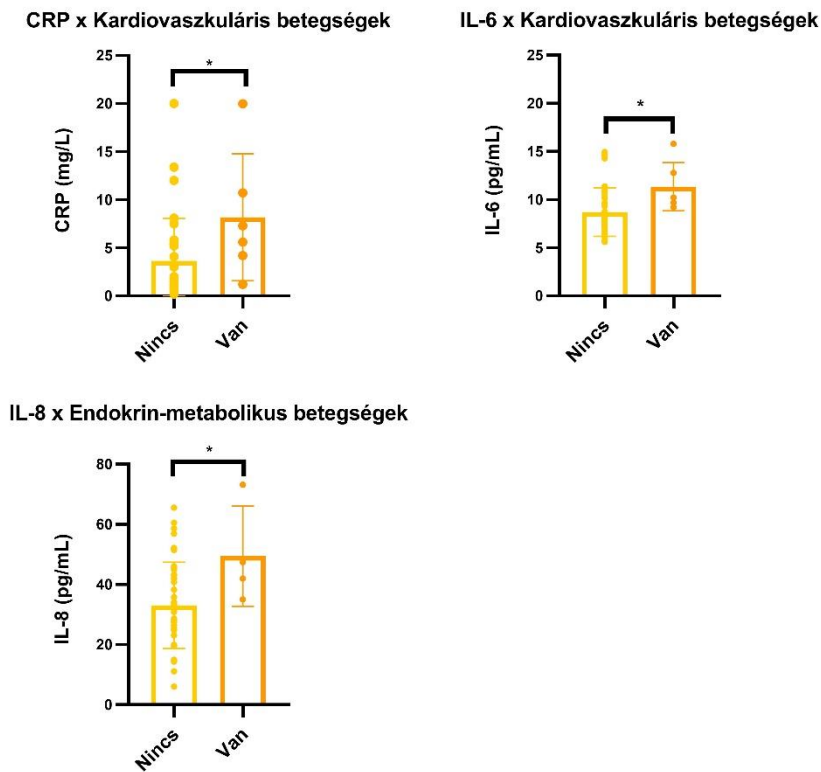 CRP x Kardiovaszkuláris betegségek
25
20
15
10
5
0
CRP (mg/L)
*
Nincs
Van
IL-6 x Kardiovaszkuláris betegségek
25
20
15
10
5
0
IL-6 (pg/mL)
*
Nincs
Van
IL-8 x Endokrin-metabolikus betegségek
80
60
40
20
0
IL-8 (pg/mL)
*
Nincs
Van